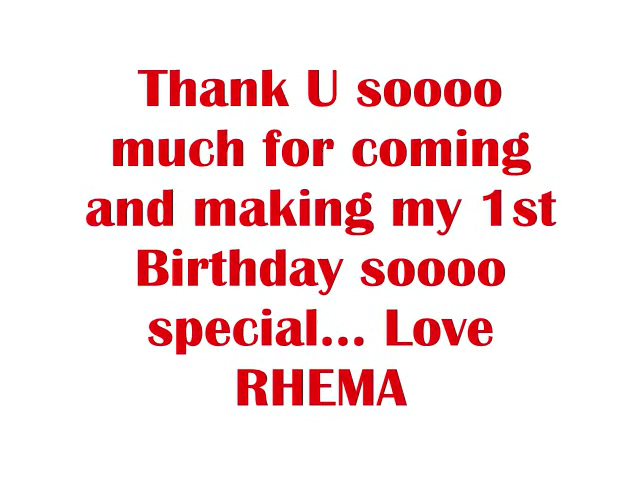 Thank U soooo
much for coming
and making my 1st
Birthday soooo
special... Love
RHEMA